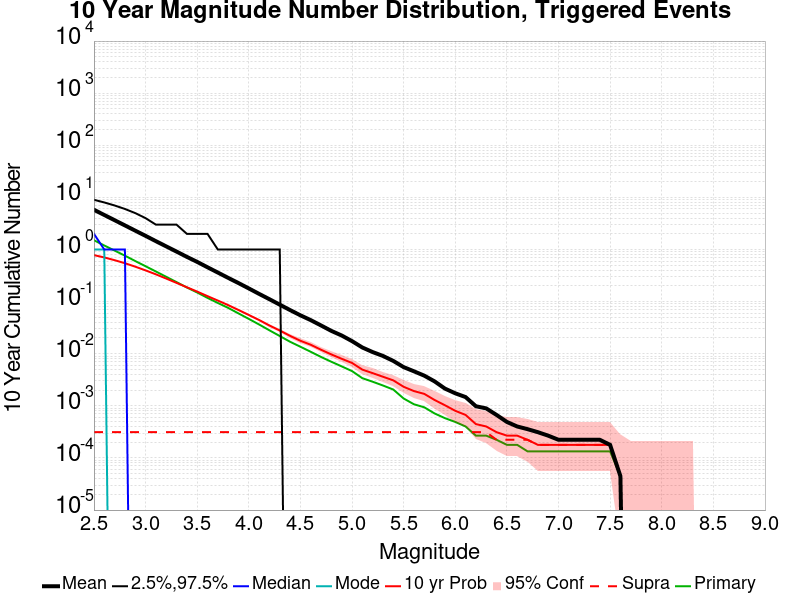 10 Year Magnitude Number Distribution, Triggered Events
10 Year Cumulative Number
10 4
10 3
10 2
10 1
10 0
10 -1
10 -2
10 -3
10 -4
10 -5
2.5 3.0 3.5 4.0 4.5 5.0 5.5 6.0 6.5 7.0 7.5 8.0 8.5 9.0
Magnitude
Mean 2.5%,97.5% Median Mode 10 yr Prob 95% Conf Supra Primary